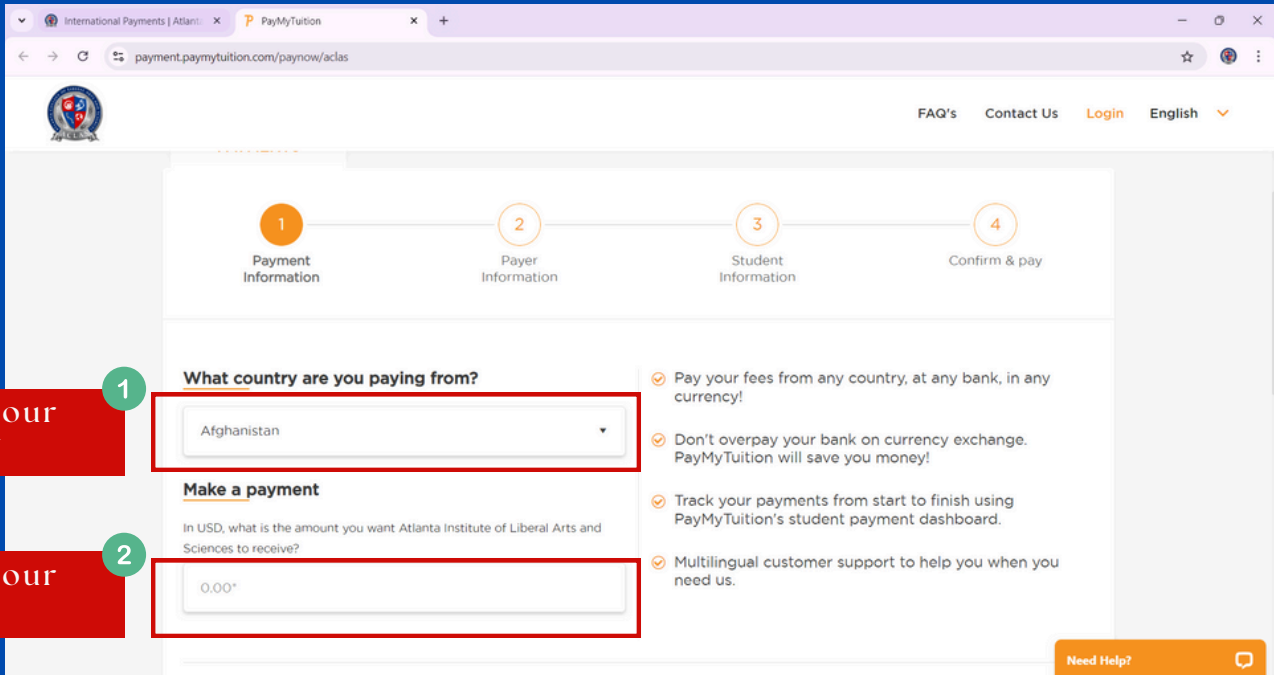 International Payments | Atlant
PayMyTuition
payment.paymytuition.com/paynow/aclas
FAQ's
Contact Us
Login
English
1
2
3
4
Payment
Information
Payer
Information
Student
Information
Confirm & pay
What country are you paying from?
1
our
Afghanistan
Make a payment
In USD, what is the amount you want Atlanta Institute of Liberal Arts and
Sciences to receive?
2
our
0.00*
Pay your fees from any country, at any bank, in any
currency!
Don't overpay your bank on currency exchange.
PayMyTuition will save you money!
Track your payments from start to finish using
PayMyTuition's student payment dashboard.
Multilingual customer support to help you when you
need us.
Need Help?